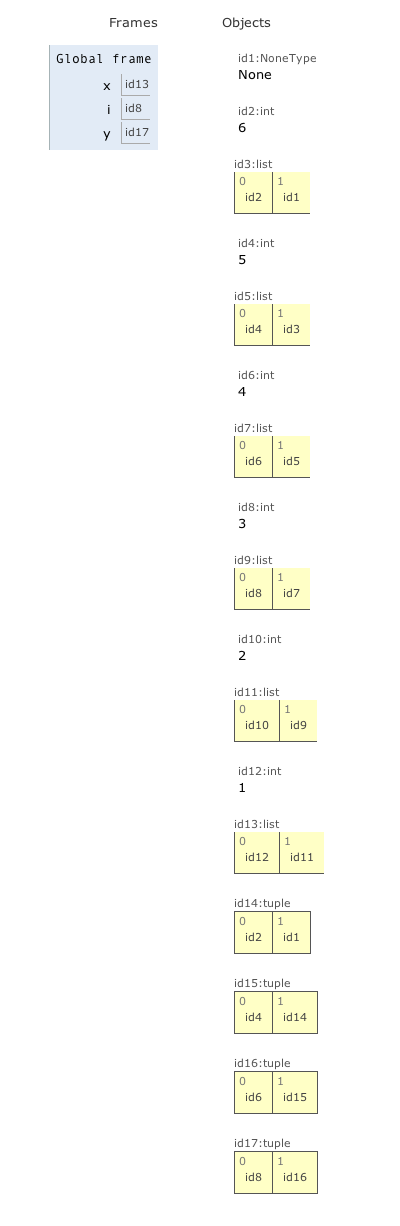 Frames Objects
Global frame
x id13
i id8
y id17
id1:NoneType
None
id2:int
6
id3:list
0 1
id2 id1
id4:int
5
id5:list
0 1
id4 id3
id6:int
4
id7:list
0 1
id6 id5
id8:int
3
id9:list
0 1
id8 id7
id10:int
2
id11:list
0 1
id10 id9
id12:int
1
id13:list
0 1
id12 id11
id14:tuple
0 1
id2 id1
id15:tuple
0 1
id4 id14
id16:tuple
0 1
id6 id15
id17:tuple
0 1
id8 id16